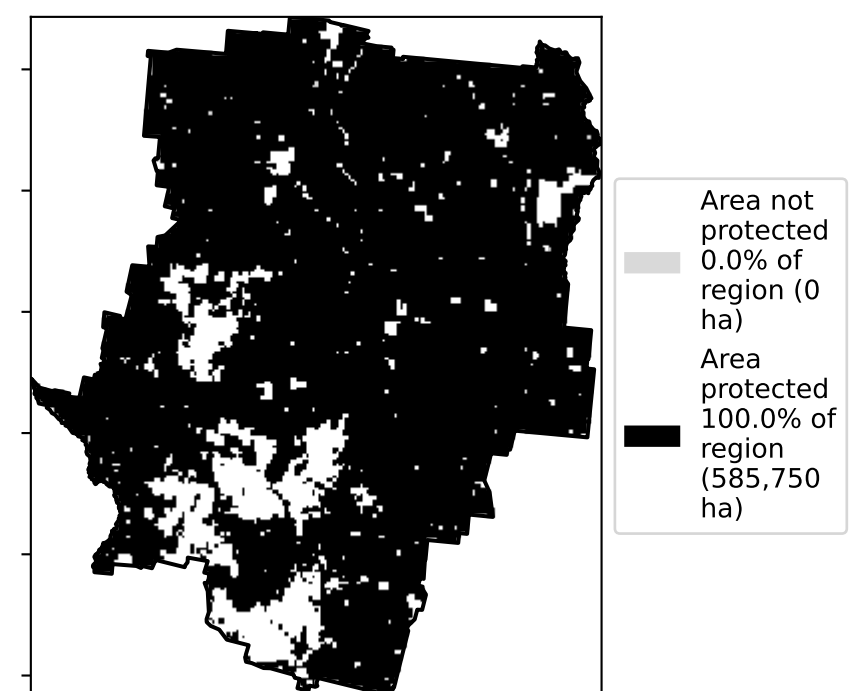 Area not
protected
0.0% of
region (0
ha)
Area
protected
100.0% of
region
(585,750
ha)